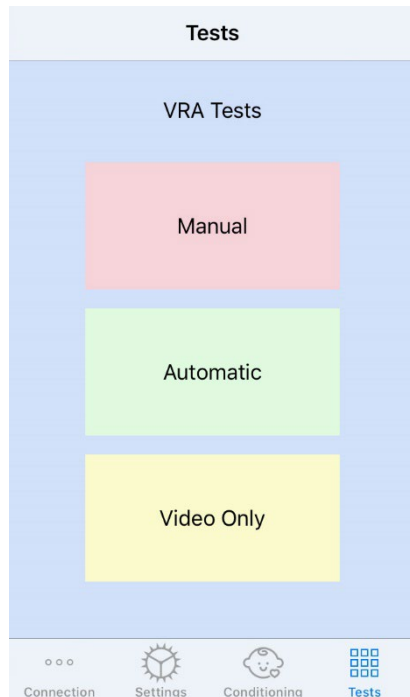 Tests
VRA Tests
Manual
Automatic
Video Only
Connection Settings Conditioning Tests